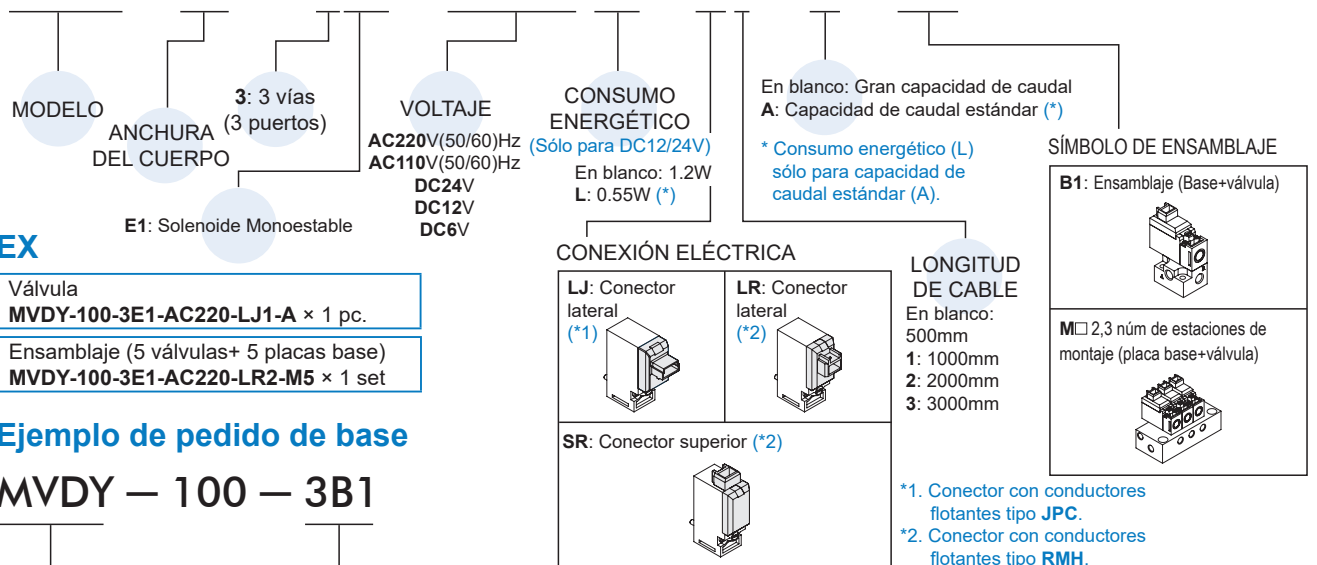 MODELO
ANCHURA
DEL CUERPO
3: 3 vías
(3 puertos)
E1: Solenoide Monoestable
VOLTAJE
AC220V(50/60)Hz
AC110V(50/60)Hz
DC24V
DC12V
DC6V
CONSUMO
ENERGÉTICO
(Sólo para DC12/24V)
En blanco: 1.2W
L: 0.55W (*)
En blanco: Gran capacidad de caudal
A: Capacidad de caudal estándar (*)
* Consumo energético (L)
sólo para capacidad de
caudal estándar (A).
SÍMBOLO DE ENSAMBLAJE
B1: Ensamblaje (Base+válvula)
M□ 2,3 núm de estaciones de
montaje (placa base+válvula)
CONEXIÓN ELÉCTRICA
LJ: Conector
lateral
(*1)
LR: Conector
lateral
(*2)
SR: Conector superior (*2)
LONGITUD
DE CABLE
En blanco:
500mm
1: 1000mm
2: 2000mm
3: 3000mm
*1. Conector con conductores
flotantes tipo JPC.
*2. Conector con conductores
flotantes tipo RMH.
EX
Válvula
MVDY-100-3E1-AC220-LJ1-A × 1 pc.
Ensamblaje (5 válvulas+ 5 placas base)
MVDY-100-3E1-AC220-LR2-M5 × 1 set
Ejemplo de pedido de base
MVDY — 100 — 3B1